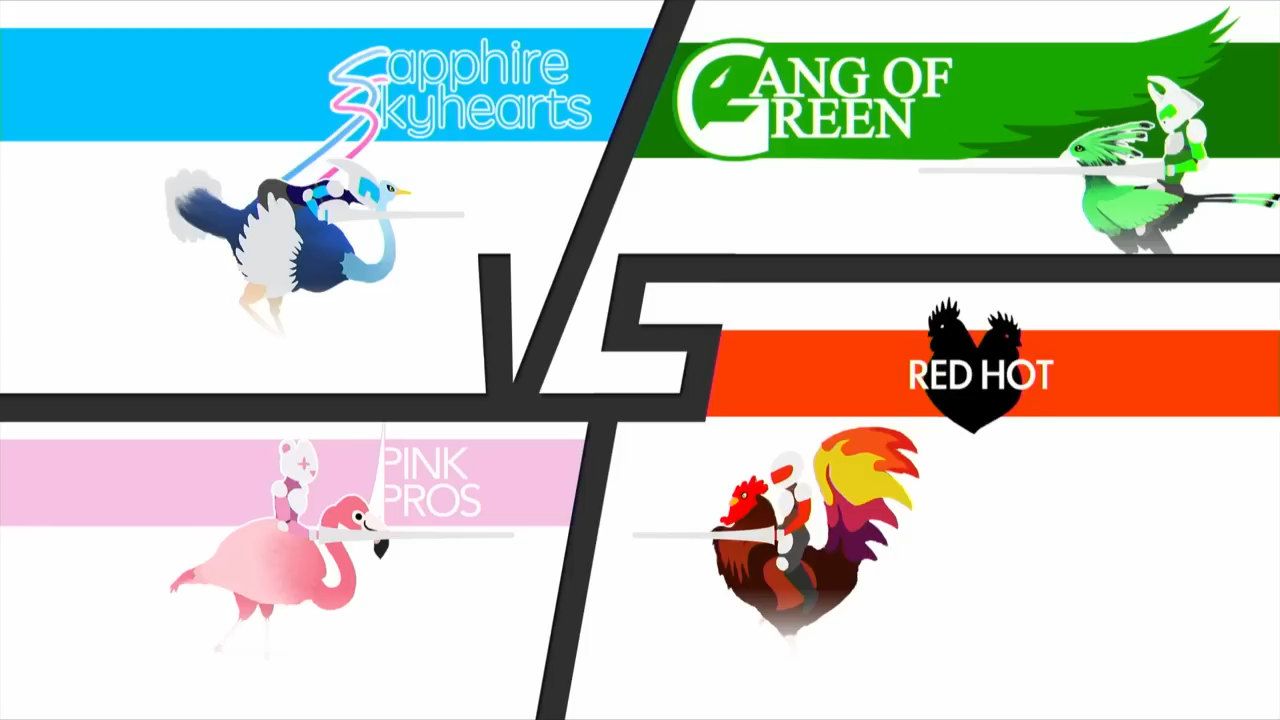 Sapphire
Skyhearts
GANG OF
GREEN
VS
RED HOT
PINK
PROS